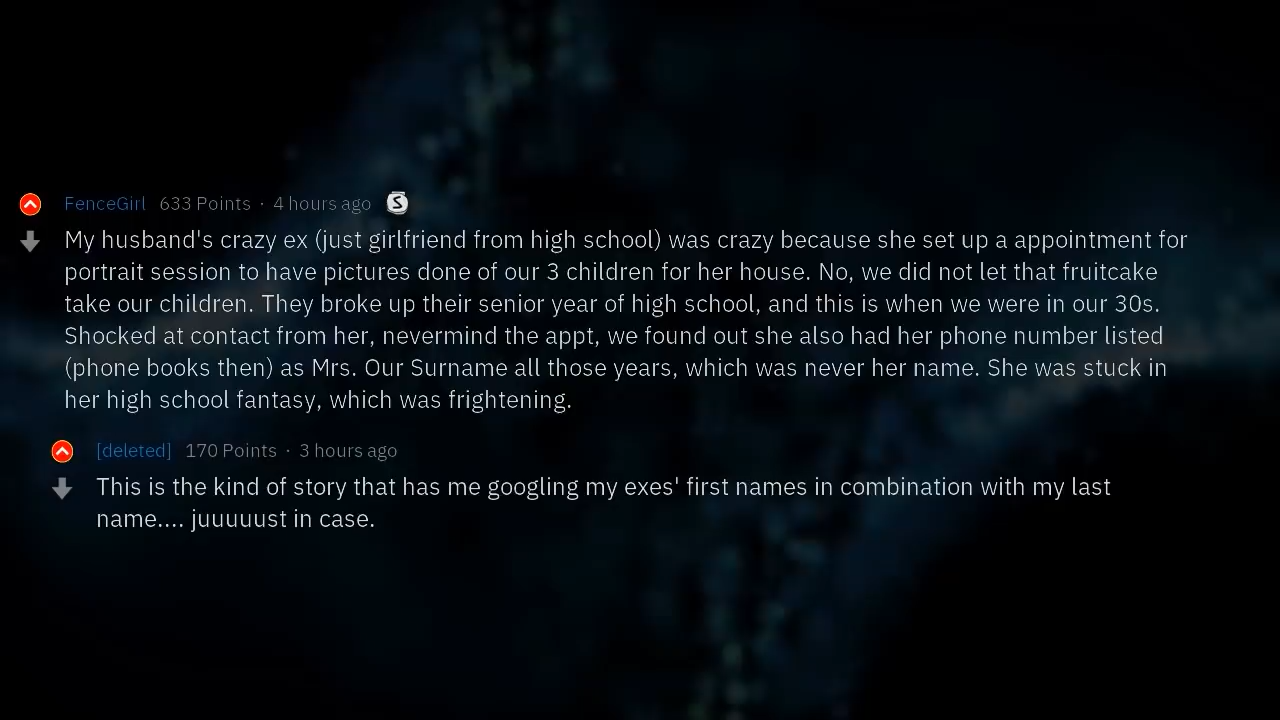 FenceGirl 633 Points · 4 hours ago S
My husband's crazy ex (just girlfriend from high school) was crazy because she set up a appointment for
portrait session to have pictures done of our 3 children for her house. No, we did not let that fruitcake
take our children. They broke up their senior year of high school, and this is when we were in our 30s.
Shocked at contact from her, nevermind the appt, we found out she also had her phone number listed
(phone books then) as Mrs. Our Surname all those years, which was never her name. She was stuck in
her high school fantasy, which was frightening.
[deleted] 170 Points · 3 hours ago
This is the kind of story that has me googling my exes' first names in combination with my last
name.... juuuuust in case.